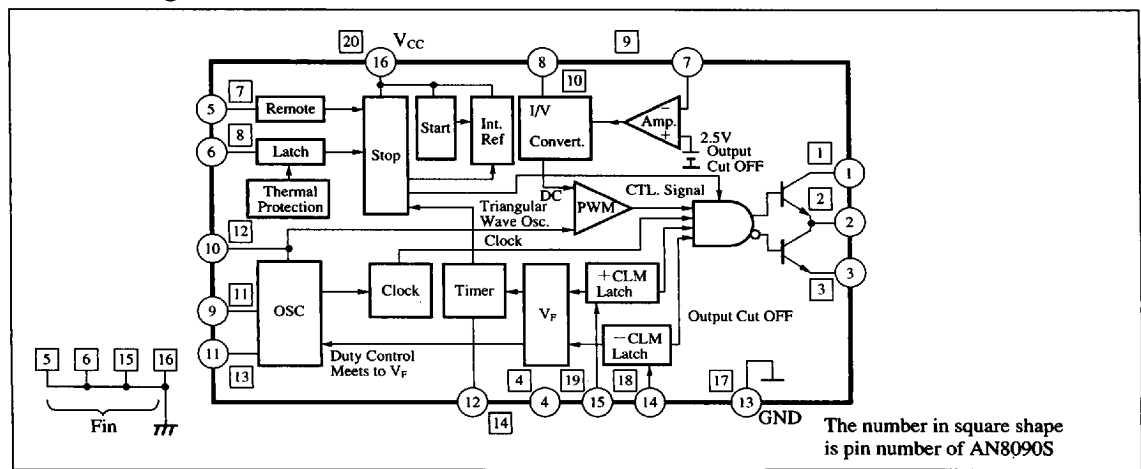 20
VCC
9
16
8
7
10
7
5
Remote
I/V
Convert.
Amp.
−
+
8
6
Latch
Stop
Start
Int.
Ref
2.5V
Output
Cut OFF
1
1
Thermal
Protection
DC
CTL. Signal
PWM
2
2
Triangular
Wave Osc.
12
10
Clock
3
3
11
9
OSC
Clock
Timer
VF
+CLM
Latch
Output Cut OFF
−CLM
Latch
11
13
Duty Control
Meets to VF
5
6
15
16
Fin
4
19
18
17
12
14
4
15
14
13
GND
The number in square shape
is pin number of AN8090S